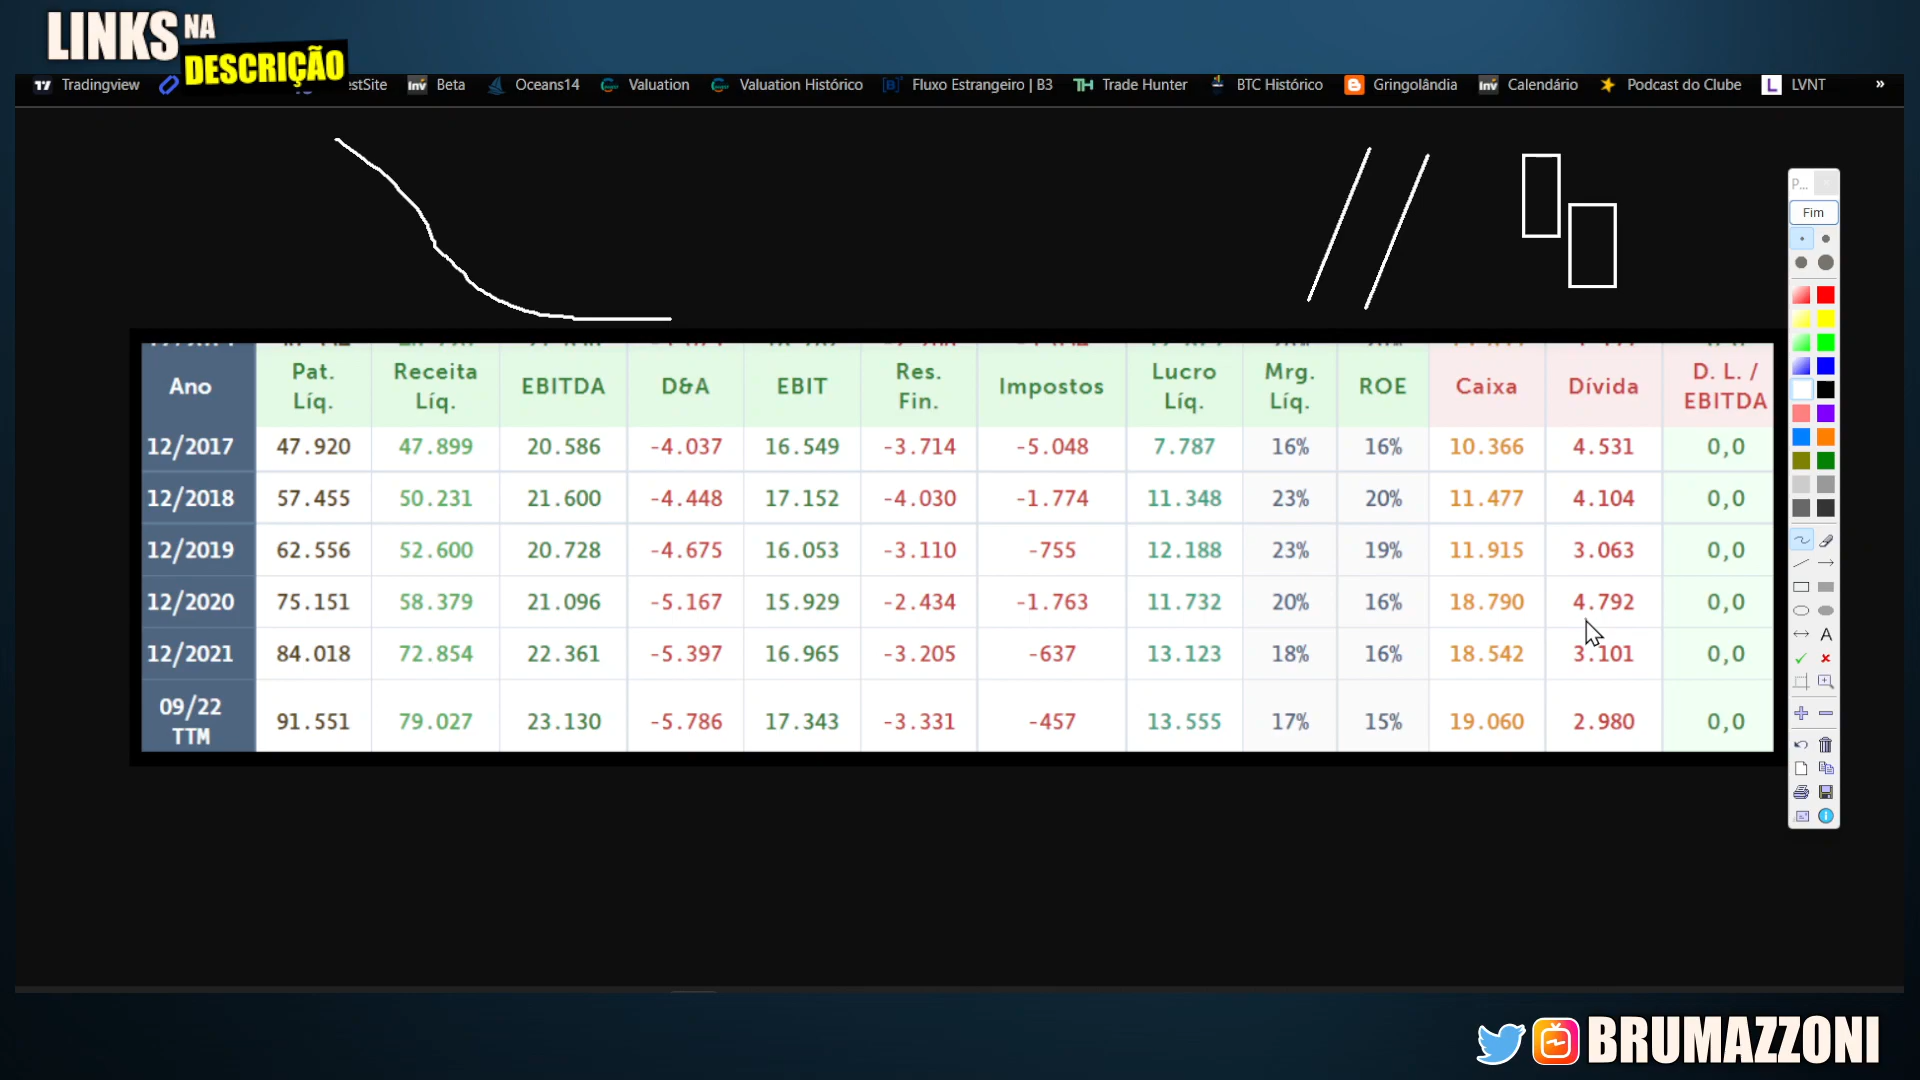 LINKS NA
DESCRIÇÃO
Tradingview
estSite
Beta
Oceans14
Valuation
Valuation Histórico
Fluxo Estrangeiro | B3
Trade Hunter
BTC Histórico
Gringolândia
Calendário
Podcast do Clube
LVNT
»
P...
Fim
Ano Pat. Líq. Receita Líq. EBITDA D&A EBIT Res. Fin. Impostos Lucro Líq. Mrg. Líq. ROE Caixa Dívida D. L. / EBITDA
12/2017 47.920 47.899 20.586 -4.037 16.549 -3.714 -5.048 7.787 16% 16% 10.366 4.531 0,0
12/2018 57.455 50.231 21.600 -4.448 17.152 -4.030 -1.774 11.348 23% 20% 11.477 4.104 0,0
12/2019 62.556 52.600 20.728 -4.675 16.053 -3.110 -755 12.188 23% 19% 11.915 3.063 0,0
12/2020 75.151 58.379 21.096 -5.167 15.929 -2.434 -1.763 11.732 20% 16% 18.790 4.792 0,0
12/2021 84.018 72.854 22.361 -5.397 16.965 -3.205 -637 13.123 18% 16% 18.542 3.101 0,0
09/22 TTM 91.551 79.027 23.130 -5.786 17.343 -3.331 -457 13.555 17% 15% 19.060 2.980 0,0
BRUMAZZONI